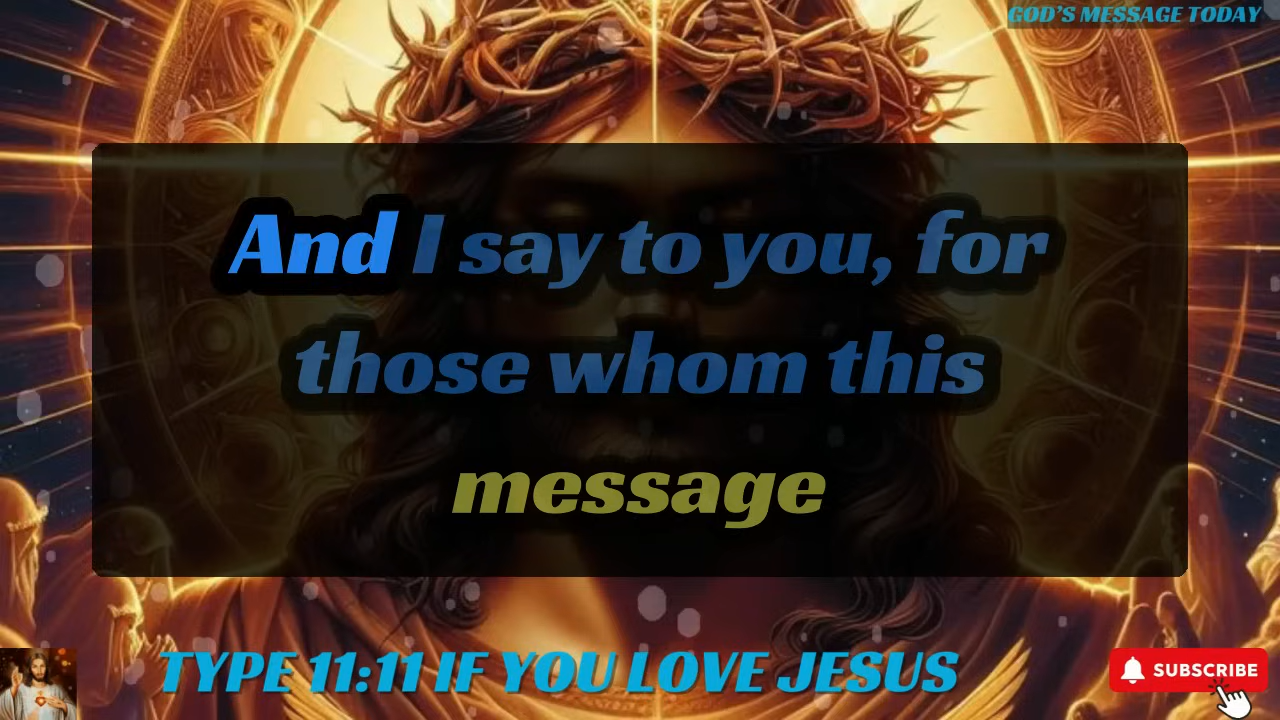 GOD'S MESSAGE TODAY
And I say to you, for
those whom this
message
TYPE 11:11 IF YOU LOVE JESUS
SUBSCRIBE